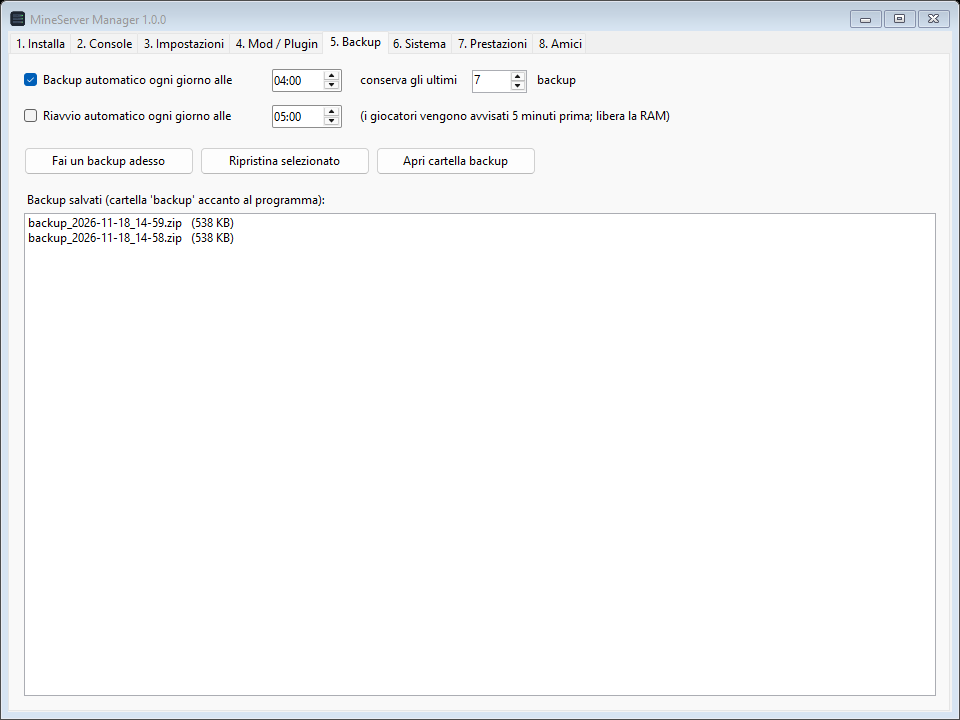 MineServer Manager 1.0.0
1. Installa 2. Console 3. Impostazioni 4. Mod / Plugin 5. Backup 6. Sistema 7. Prestazioni 8. Amici
Backup automatico ogni giorno alle 04:00 conserva gli ultimi 7 backup
Riavvio automatico ogni giorno alle 05:00 (i giocatori vengono avvisati 5 minuti prima; libera la RAM)
Fai un backup adesso Ripristina selezionato Apri cartella backup
Backup salvati (cartella 'backup' accanto al programma):
backup_2026-11-18_14-59.zip (538 KB)
backup_2026-11-18_14-58.zip (538 KB)